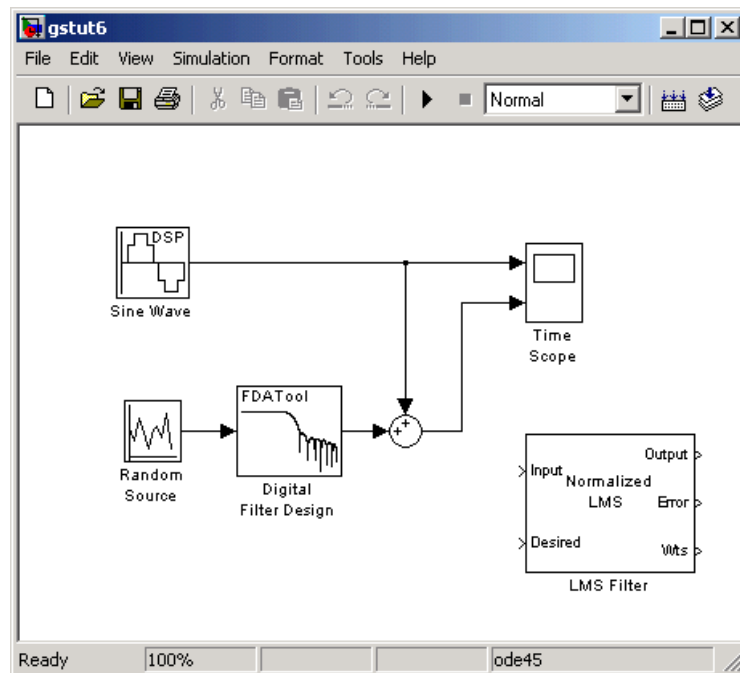 gstut6
File Edit View Simulation Format Tools Help
Normal
DSP
Sine Wave
Time
Scope
FDATool
Random
Source
Digital
Filter Design
++
Output
Input
Normalized
LMS
Error
Desired
Wts
LMS Filter
Ready 100% ode45